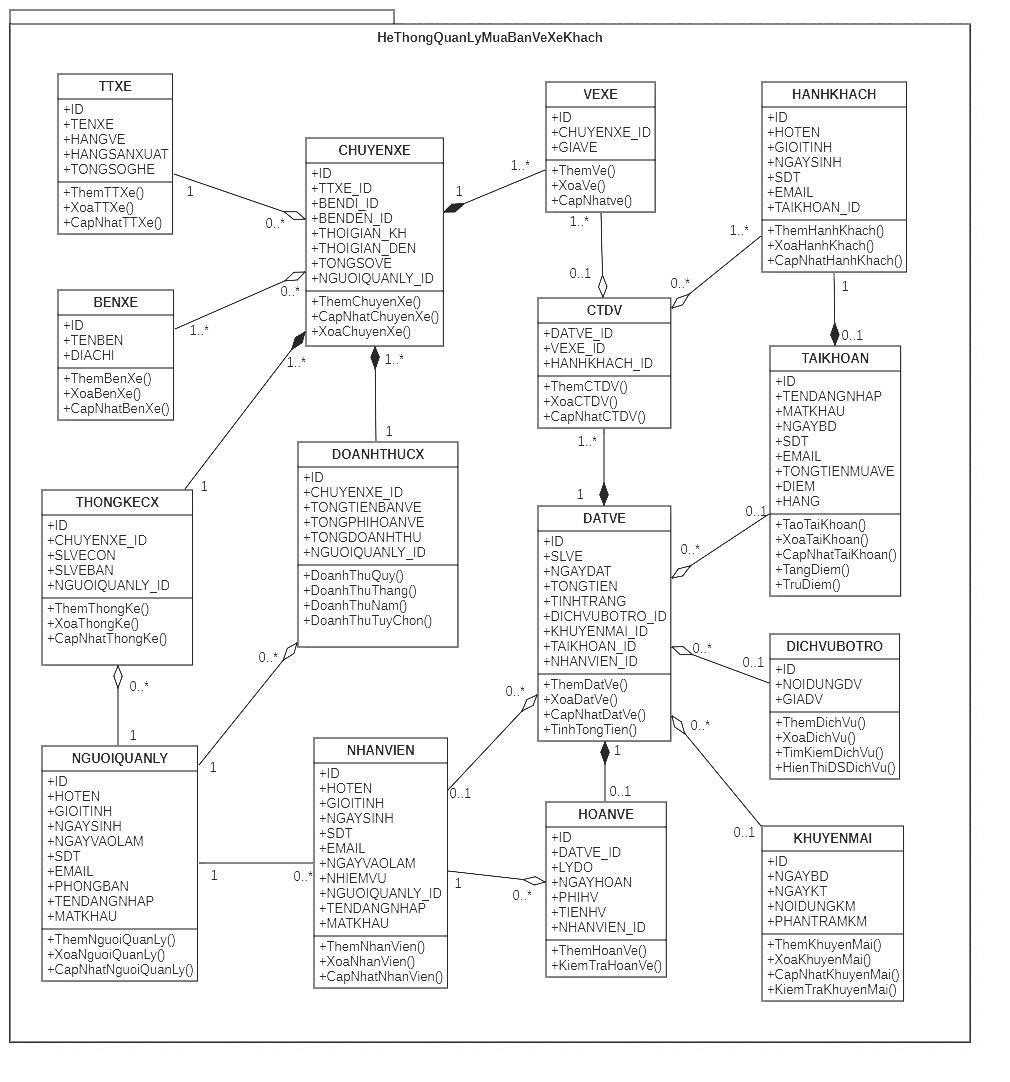 HeThongQuanLyMuaBanVeXeKhach
TTXE
+ID
+TENXE
+HANGVE
+HANGSANXUAT
+TONGSOGHE
+ThemTTXe()
+XoaTTXe()
+CapNhatTTXe()
1
0..*
CHUYENXE
+ID
+TTXE_ID
+BENDI_ID
+BENDEN_ID
+THOIGIAN_KH
+THOIGIAN_DEN
+TONGSOVE
+NGUOIQUANLY_ID
+ThemChuyenXe()
+CapNhatChuyenXe()
+XoaChuyenXe()
1
1..*
VEXE
+ID
+CHUYENXE_ID
+GIAVE
+ThemVe()
+XoaVe()
+CapNhatve()
1..*
0..1
HANHKHACH
+ID
+HOTEN
+GIOITINH
+NGAYSINH
+SDT
+EMAIL
+TAIKHOAN_ID
+ThemHanhKhach()
+XoaHanhKhach()
+CapNhatHanhKhach()
1..*
0..*
1
0..1
BENXE
+ID
+TENBEN
+DIACHI
+ThemBenXe()
+XoaBenXe()
+CapNhatBenXe()
0..*
1..*
1..*
1
1..*
1
CTDV
+DATVE_ID
+VEXE_ID
+HANHKHACH_ID
+ThemCTDV()
+XoaCTDV()
+CapNhatCTDV()
1..*
1
TAIKHOAN
+ID
+TENDANGNHAP
+MATKHAU
+NGAYBD
+SDT
+EMAIL
+TONGTIENMUAVE
+DIEM
+HANG
+TaoTaiKhoan()
+XoaTaiKhoan()
+CapNhatTaiKhoan()
+TangDiem()
+TruDiem()
0..1
0..*
THONGKECX
+ID
+CHUYENXE_ID
+SLVECON
+SLVEBAN
+NGUOIQUANLY_ID
+ThemThongKe()
+XoaThongKe()
+CapNhatThongKe()
0..*
1
DOANHTHUCX
+ID
+CHUYENXE_ID
+TONGTIENBANVE
+TONGPHIHOANVE
+TONGDOANHTHU
+NGUOIQUANLY_ID
+DoanhThuQuy()
+DoanhThuThang()
+DoanhThuNam()
+DoanhThuTuyChon()
0..*
1
DATVE
+ID
+SLVE
+NGAYDAT
+TONGTIEN
+TINHTRANG
+DICHVUBOTRO_ID
+KHUYENMAI_ID
+TAIKHOAN_ID
+NHANVIEN_ID
+ThemDatVe()
+XoaDatVe()
+CapNhatDatVe()
+TinhTongTien()
0..*
0..1
0..*
0..1
0..*
0..1
1
0..1
DICHVUBOTRO
+ID
+NOIDUNGDV
+GIADV
+ThemDichVu()
+XoaDichVu()
+TimKiemDichVu()
+HienThiDSDichVu()
NGUOIQUANLY
+ID
+HOTEN
+GIOITINH
+NGAYSINH
+NGAYVAOLAM
+SDT
+EMAIL
+PHONGBAN
+TENDANGNHAP
+MATKHAU
+ThemNguoiQuanLy()
+XoaNguoiQuanLy()
+CapNhatNguoiQuanLy()
1
0..*
NHANVIEN
+ID
+HOTEN
+GIOITINH
+NGAYSINH
+SDT
+EMAIL
+NGAYVAOLAM
+NHIEMVU
+NGUOIQUANLY_ID
+TENDANGNHAP
+MATKHAU
+ThemNhanVien()
+XoaNhanVien()
+CapNhatNhanVien()
1
0..*
HOANVE
+ID
+DATVE_ID
+LYDO
+NGAYHOAN
+PHIHV
+TIENHV
+NHANVIEN_ID
+ThemHoanVe()
+KiemTraHoanVe()
KHUYENMAI
+ID
+NGAYBD
+NGAYKT
+NOIDUNGKM
+PHANTRAMKM
+ThemKhuyenMai()
+XoaKhuyenMai()
+CapNhatKhuyenMai()
+KiemTraKhuyenMai()